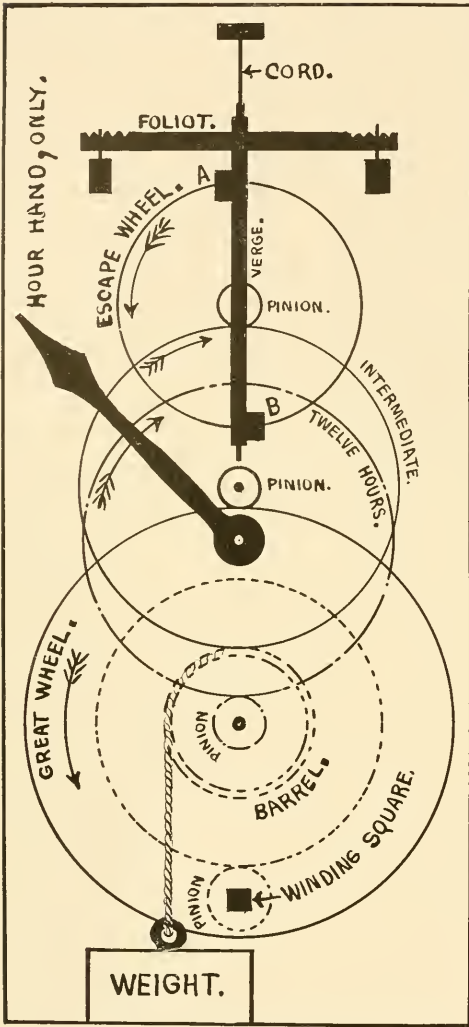 CORD.
FOLIOT.
HOUR HAND, ONLY.
A
ESCAPE WHEEL.
VERGE.
PINION.
INTERMEDIATE.
B
TWELVE HOURS.
PINION.
GREAT WHEEL.
PINION
BARREL.
WINDING SQUARE.
PINION
WEIGHT.